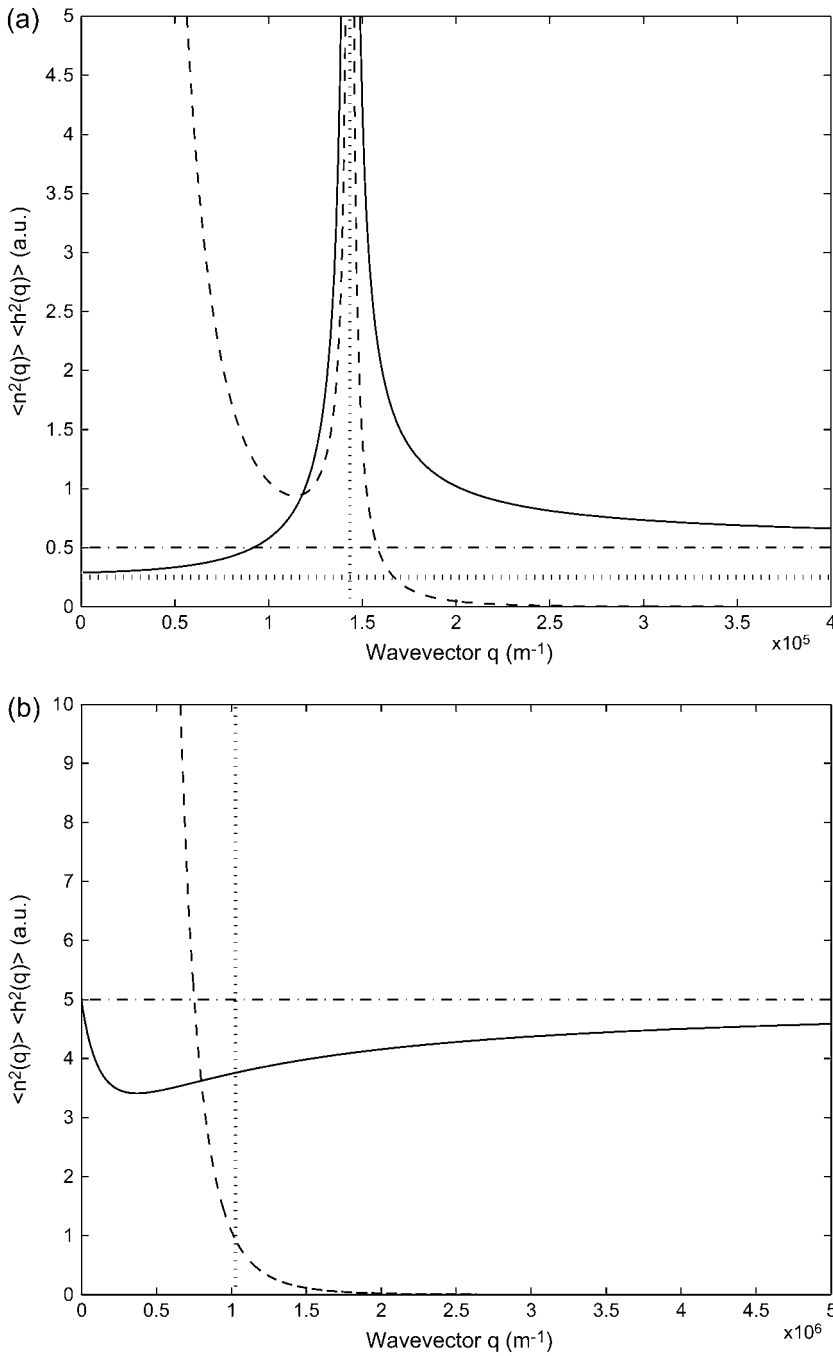 (a)
5
4.5
4
3.5
3
2.5
2
1.5
1
0.5
0
<n²(q)> <h²(q)> (a.u.)
0 0.5 1 1.5 2 2.5 3 3.5 4
x10⁵
Wavevector q (m⁻¹)
(b)
10
9
8
7
6
5
4
3
2
1
0
<n²(q)> <h²(q)> (a.u.)
0 0.5 1 1.5 2 2.5 3 3.5 4 4.5 5
x10⁶
Wavevector q (m⁻¹)